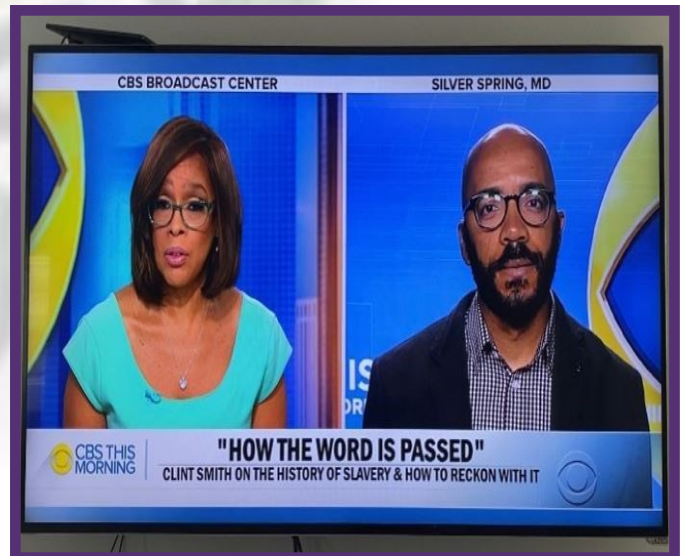 CBS BROADCAST CENTER
SILVER SPRING, MD
IS
CBS THIS
MORNING
"HOW THE WORD IS PASSED"
CLINT SMITH ON THE HISTORY OF SLAVERY & HOW TO RECKON WITH IT